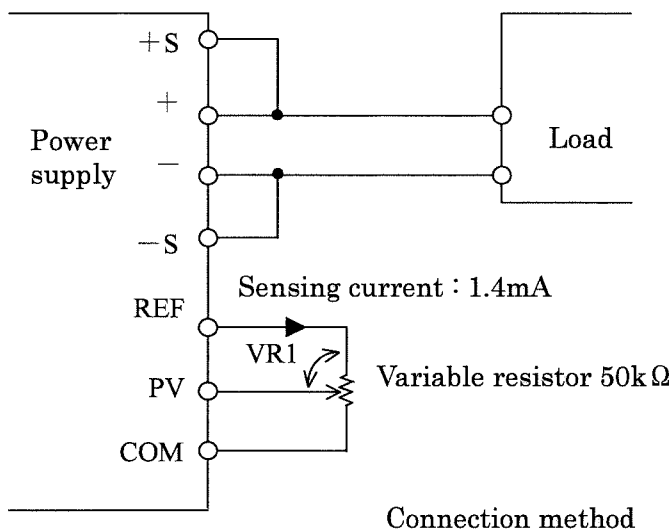 +S
+
Power
supply
−
−S
Load
Sensing current : 1.4mA
REF
VR1
PV
Variable resistor 50kΩ
COM
Connection method